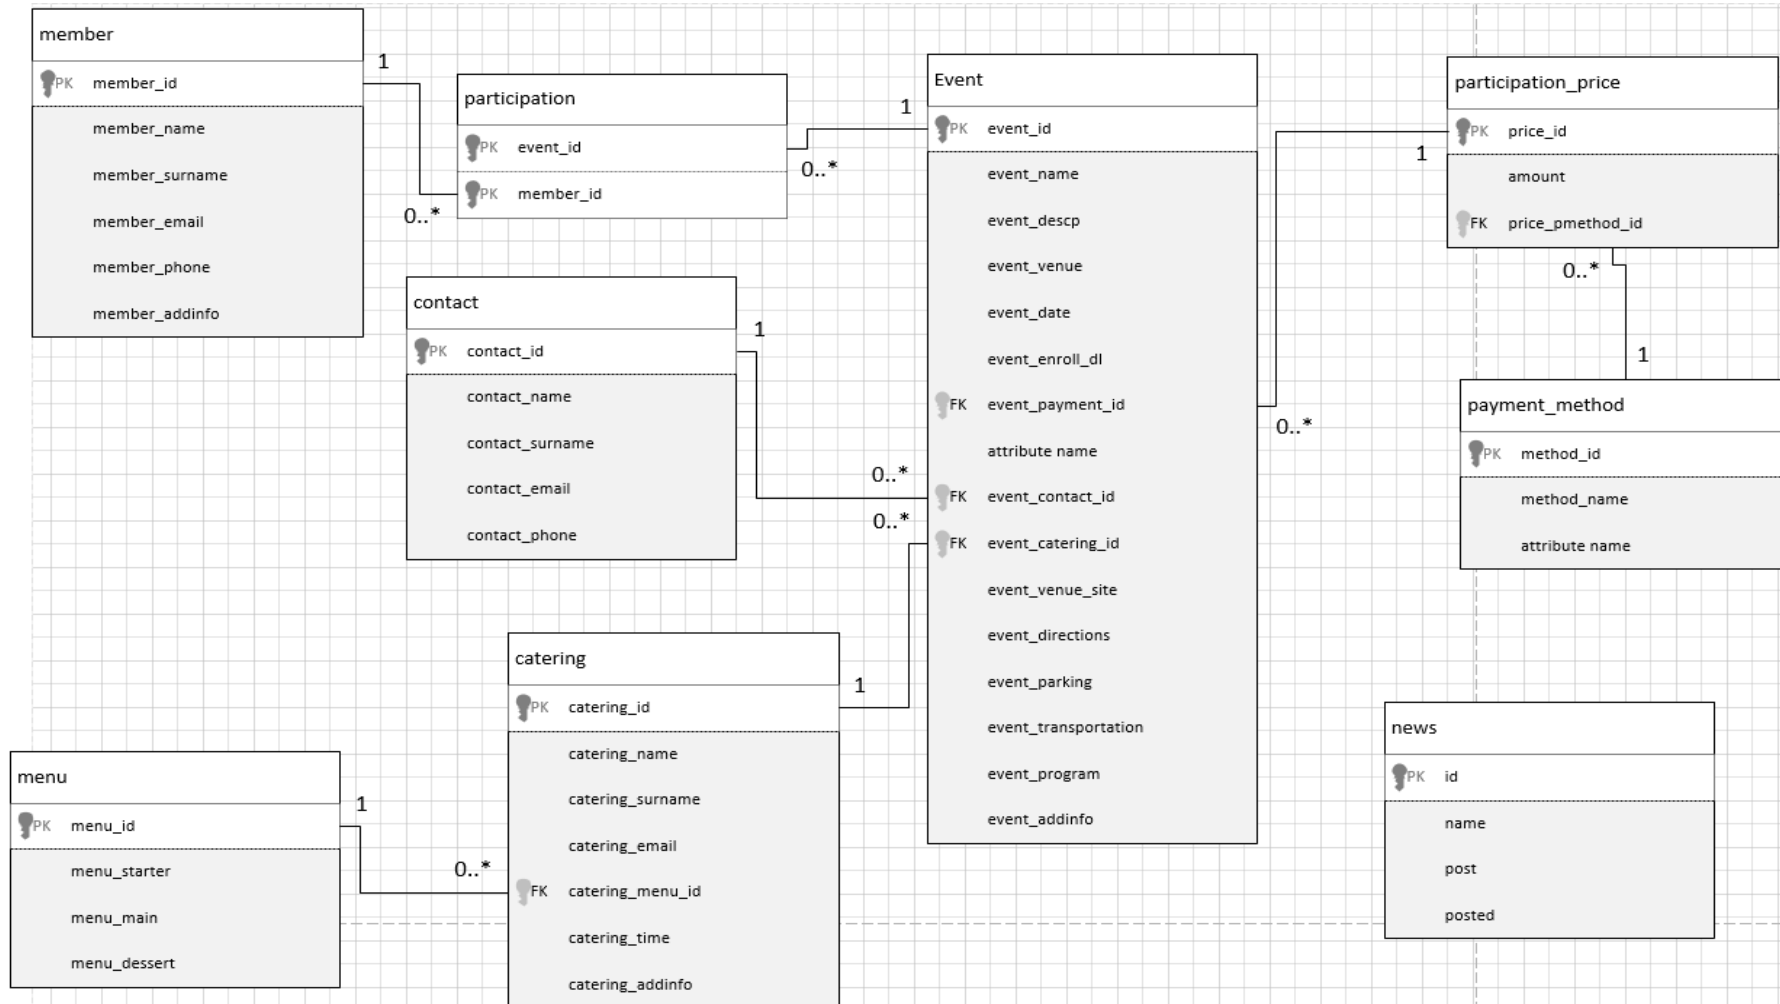 member
PK member_id
member_name
member_surname
member_email
member_phone
member_addinfo
1
0..*
participation
PK event_id
PK member_id
1
0..*
contact
PK contact_id
contact_name
contact_surname
contact_email
contact_phone
1
0..*
Event
PK event_id
event_name
event_descp
event_venue
event_date
event_enroll_dl
FK event_payment_id
attribute name
FK event_contact_id
FK event_catering_id
event_venue_site
event_directions
event_parking
event_transportation
event_program
event_addinfo
0..*
1
participation_price
PK price_id
amount
FK price_pmethod_id
1
0..*
0..*
1
payment_method
PK method_id
method_name
attribute name
catering
PK catering_id
catering_name
catering_surname
catering_email
FK catering_menu_id
catering_time
catering_addinfo
menu
PK menu_id
menu_starter
menu_main
menu_dessert
1
0..*
news
PK id
name
post
posted